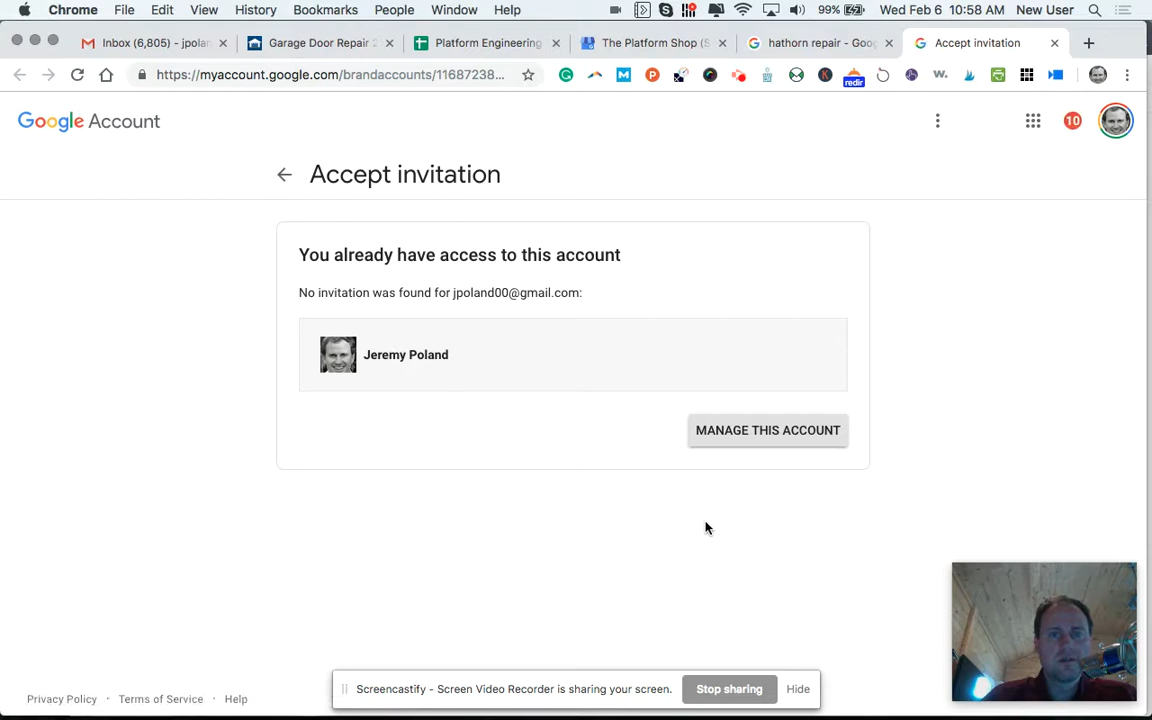 Chrome File Edit View History Bookmarks People Window Help 99% Wed Feb 6 10:58 AM New User
Inbox (6,805) - jpolan Garage Door Repair 2 Platform Engineering The Platform Shop (S hathorn repair - Goog Accept invitation
https://myaccount.google.com/brandaccounts/11687238...
redir
Google Account
10
Accept invitation
You already have access to this account
No invitation was found for jpoland00@gmail.com:
Jeremy Poland
MANAGE THIS ACCOUNT
Screencastify - Screen Video Recorder is sharing your screen. Stop sharing Hide
Privacy Policy · Terms of Service · Help